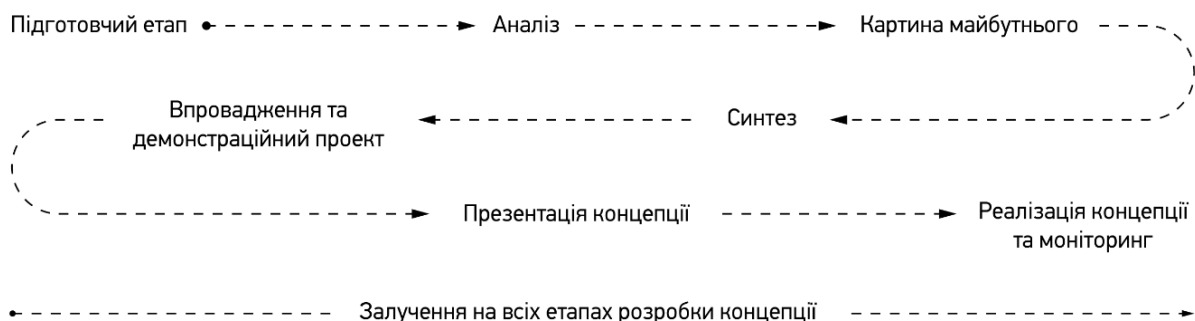 Підготовчий етап
Аналіз
Картина майбутнього
Впровадження та
демонстраційний проект
Синтез
Презентація концепції
Реалізація концепції
та моніторинг
Залучення на всіх етапах розробки концепції